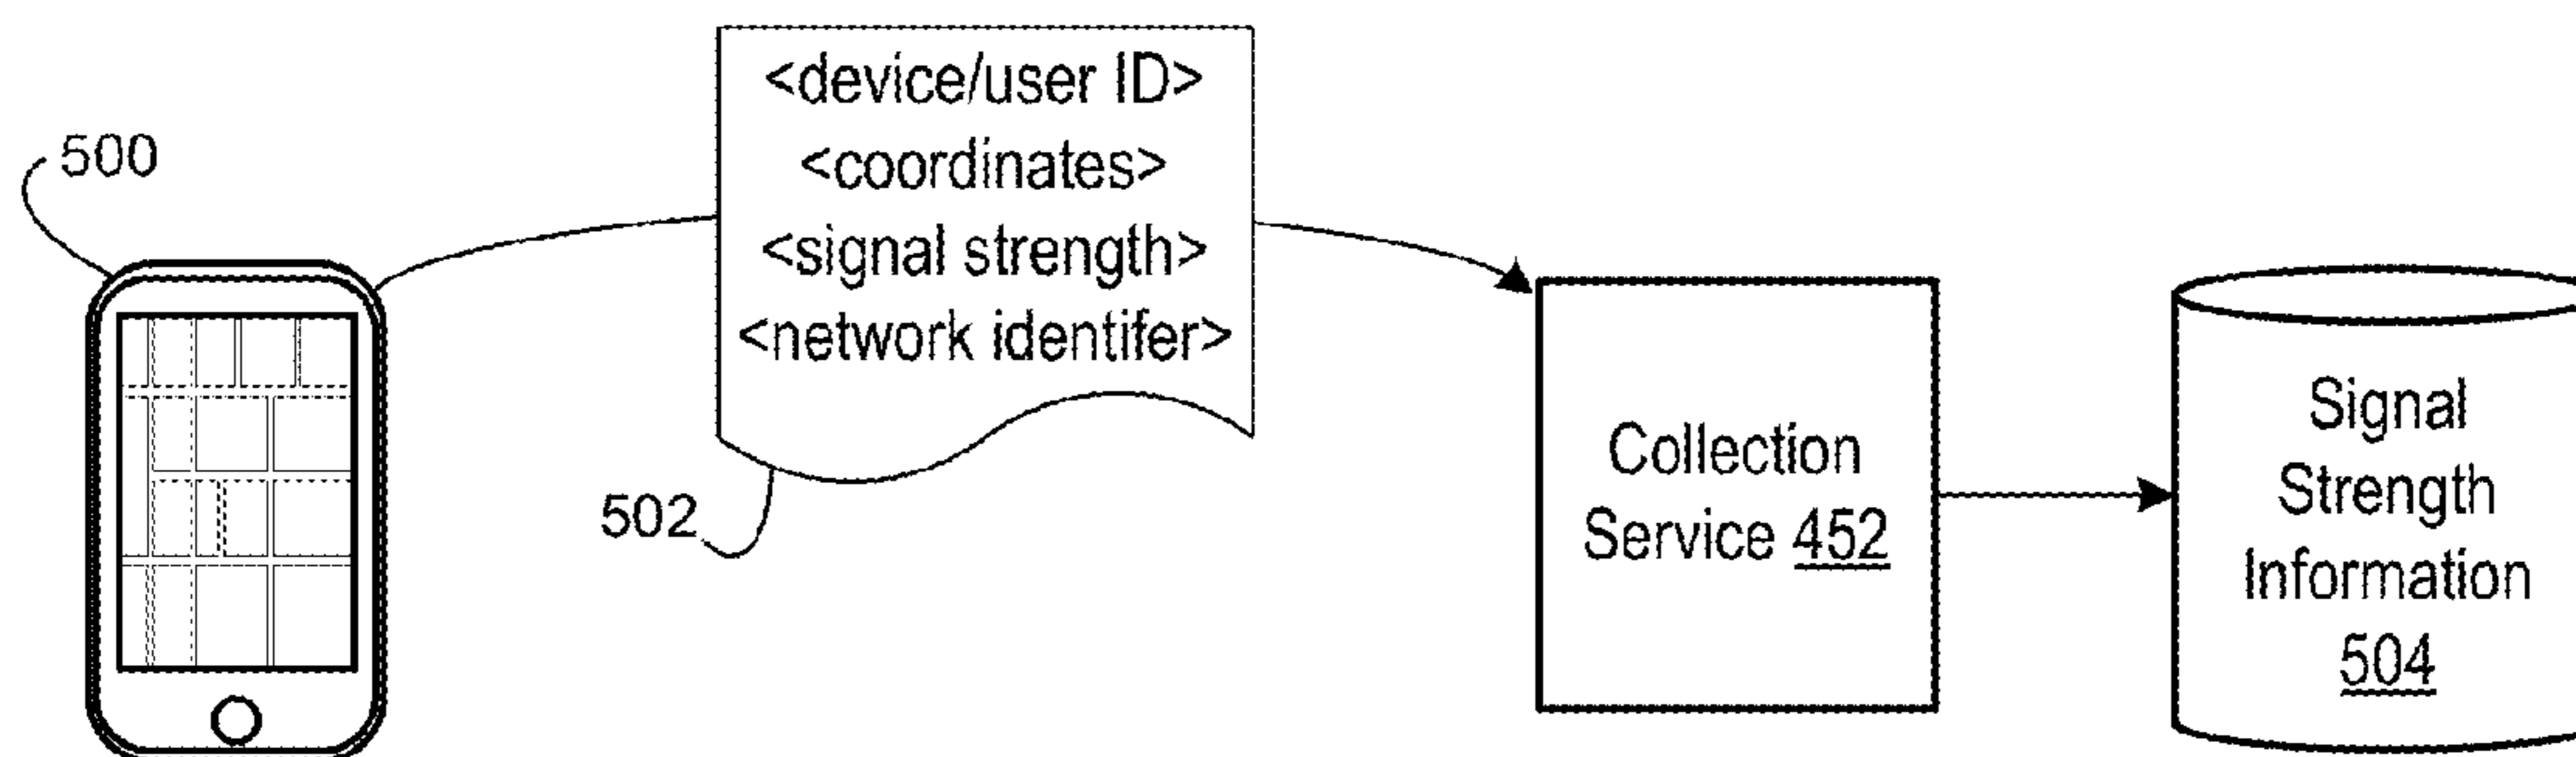 500
<device/user ID>
<coordinates>
<signal strength>
<network identifer>
502
Collection
Service 452
Signal
Strength
Information
504